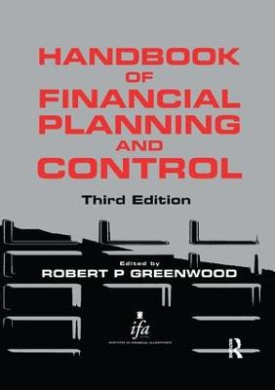 HANDBOOK
OF
FINANCIAL
PLANNING
AND
CONTROL
Third Edition
Edited by
ROBERT P GREENWOOD
ifa
R